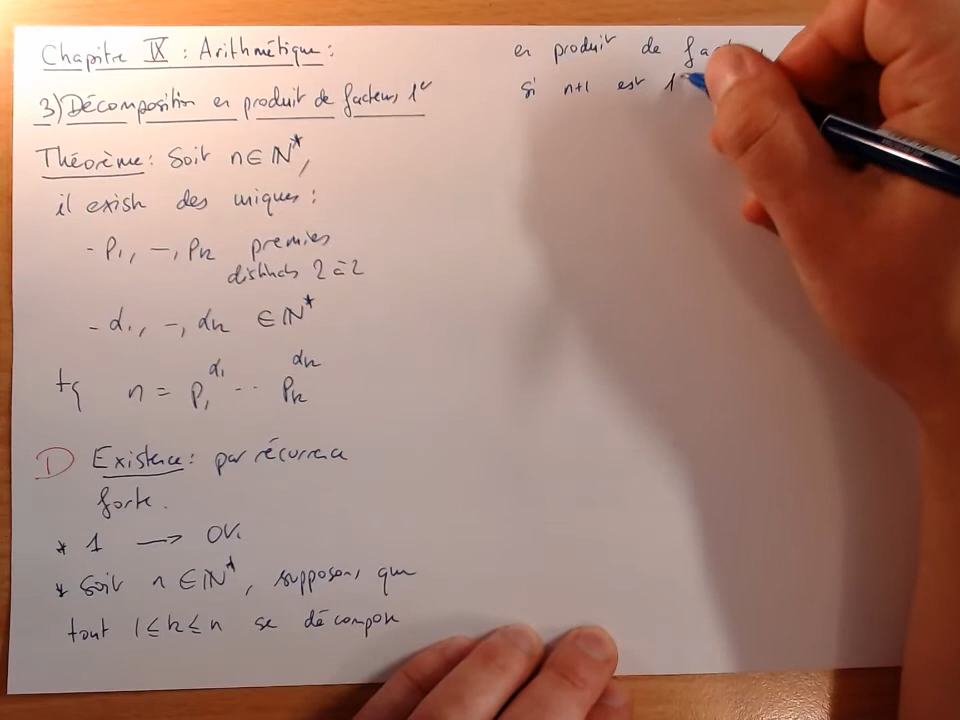 Chapitre IX : Arithmétique :
3) Décomposition en produit de facteurs 1er
Théorème : Soit n ∈ ℕ*,
il existe des uniques :
- P₁, –, Pk premiers
distincts 2 à 2
- α₁, –, αk ∈ ℕ*
tq n = P₁^α₁ ... Pk^αk
D Existence : par récurrence
forte.
* 1 → OK.
* Soit n ∈ ℕ*, supposons que
tout 1 ≤ k ≤ n se décompose
en produit de
si n+1 est 1